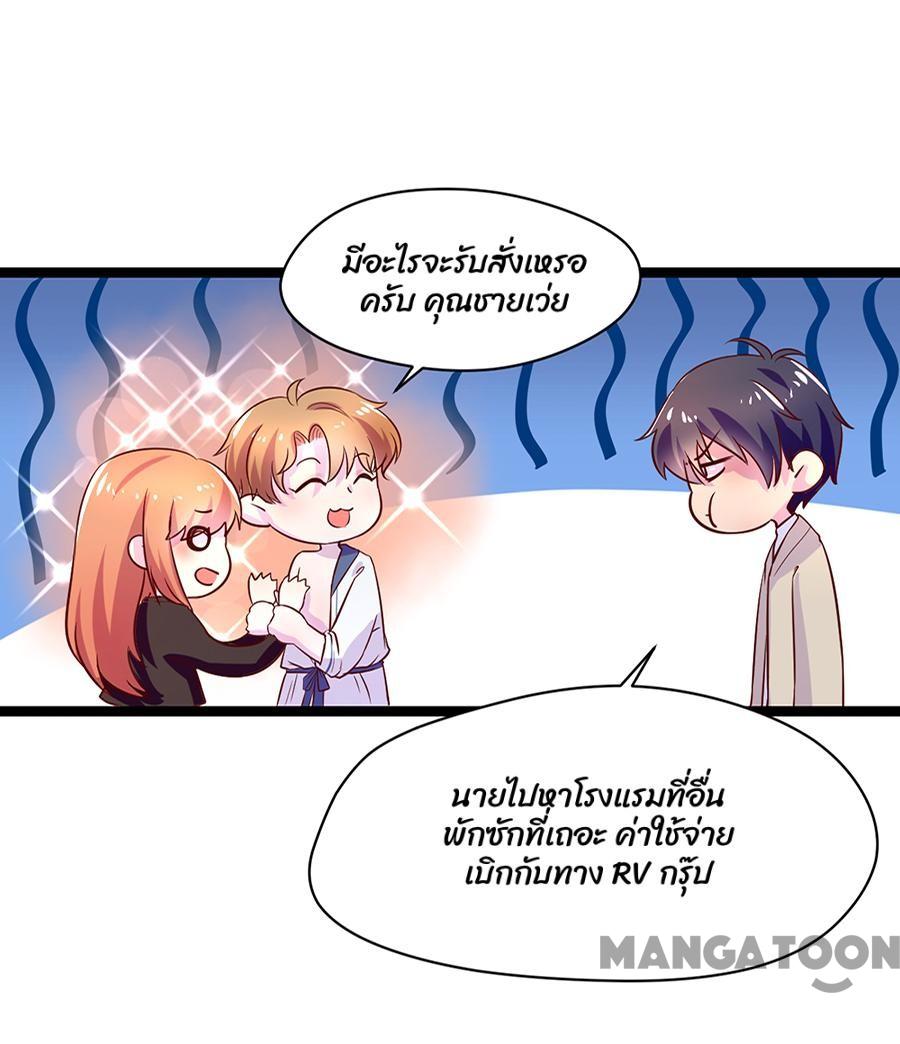 มีอะไรจะรับสั่งเหรอ
ครับ คุณชายเว่ย
นายไปหาโรงแรมที่อื่น
พักซักที่เถอะ ค่าใช้จ่าย
เบิกกับทาง RV กรุ๊ป
MANGATOON